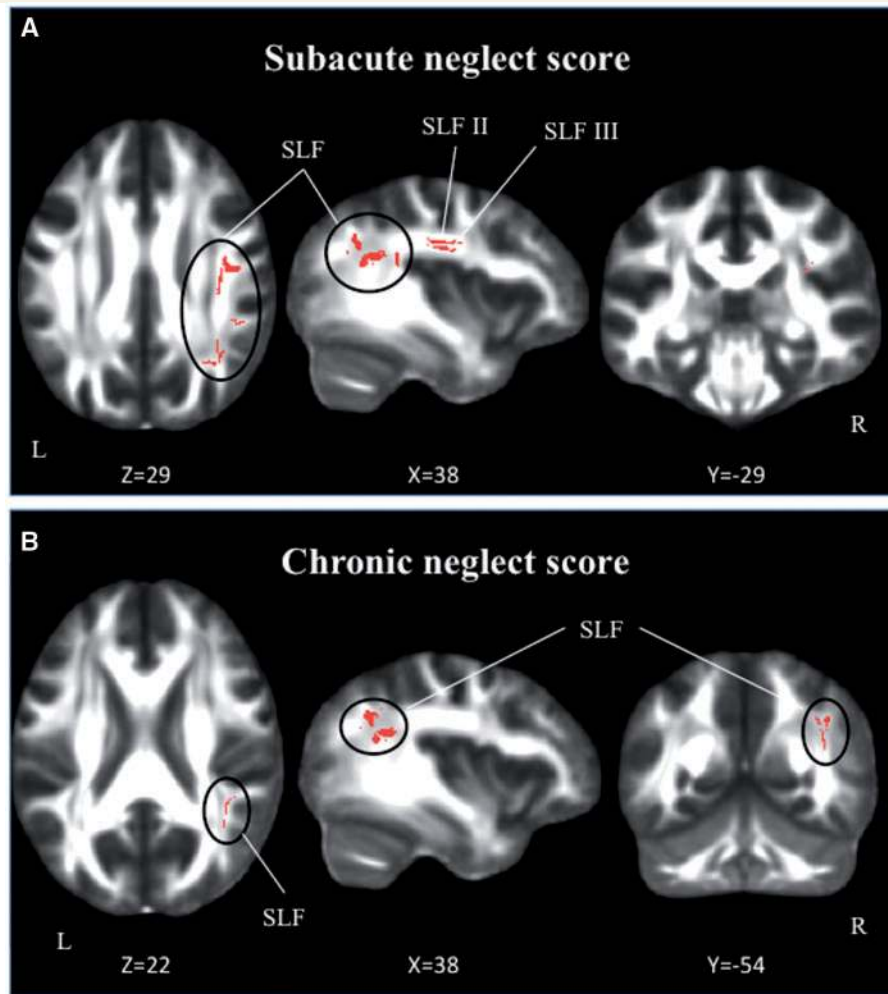 A
Subacute neglect score
SLF
SLF II
SLF III
L
R
Z=29
X=38
Y=-29
B
Chronic neglect score
SLF
SLF
L
R
Z=22
X=38
Y=-54